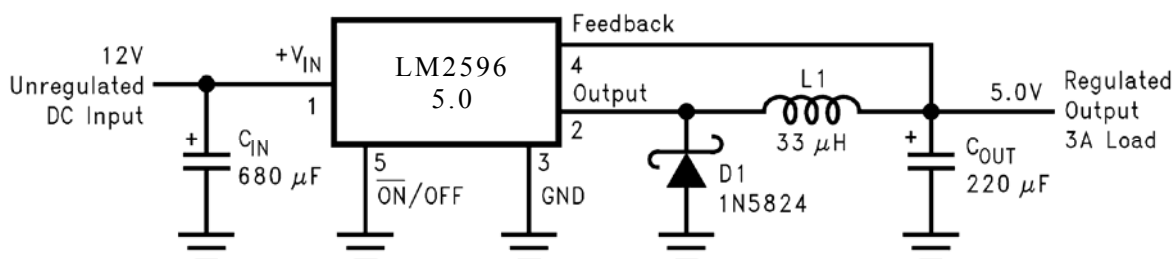 Feedback
12V
Unregulated
DC Input
+VIN
1
LM2596
5.0
4
Output
2
L1
33 μH
5.0V
Regulated
Output
3A Load
+
CIN
680 μF
5
ON/OFF
3
GND
D1
1N5824
+
COUT
220 μF